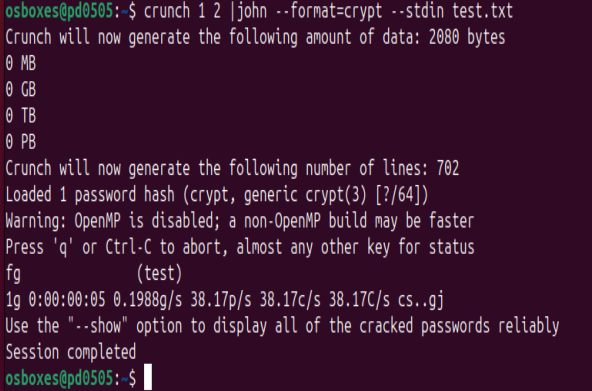 osboxes@pd0505:~$ crunch 1 2 |john --format=crypt --stdin test.txt
Crunch will now generate the following amount of data: 2080 bytes
0 MB
0 GB
0 TB
0 PB
Crunch will now generate the following number of lines: 702
Loaded 1 password hash (crypt, generic crypt(3) [?/64])
Warning: OpenMP is disabled; a non-OpenMP build may be faster
Press 'q' or Ctrl-C to abort, almost any other key for status
fg               (test)
1g 0:00:00:05 0.1988g/s 38.17p/s 38.17c/s 38.17C/s cs..gj
Use the "--show" option to display all of the cracked passwords reliably
Session completed
osboxes@pd0505:~$